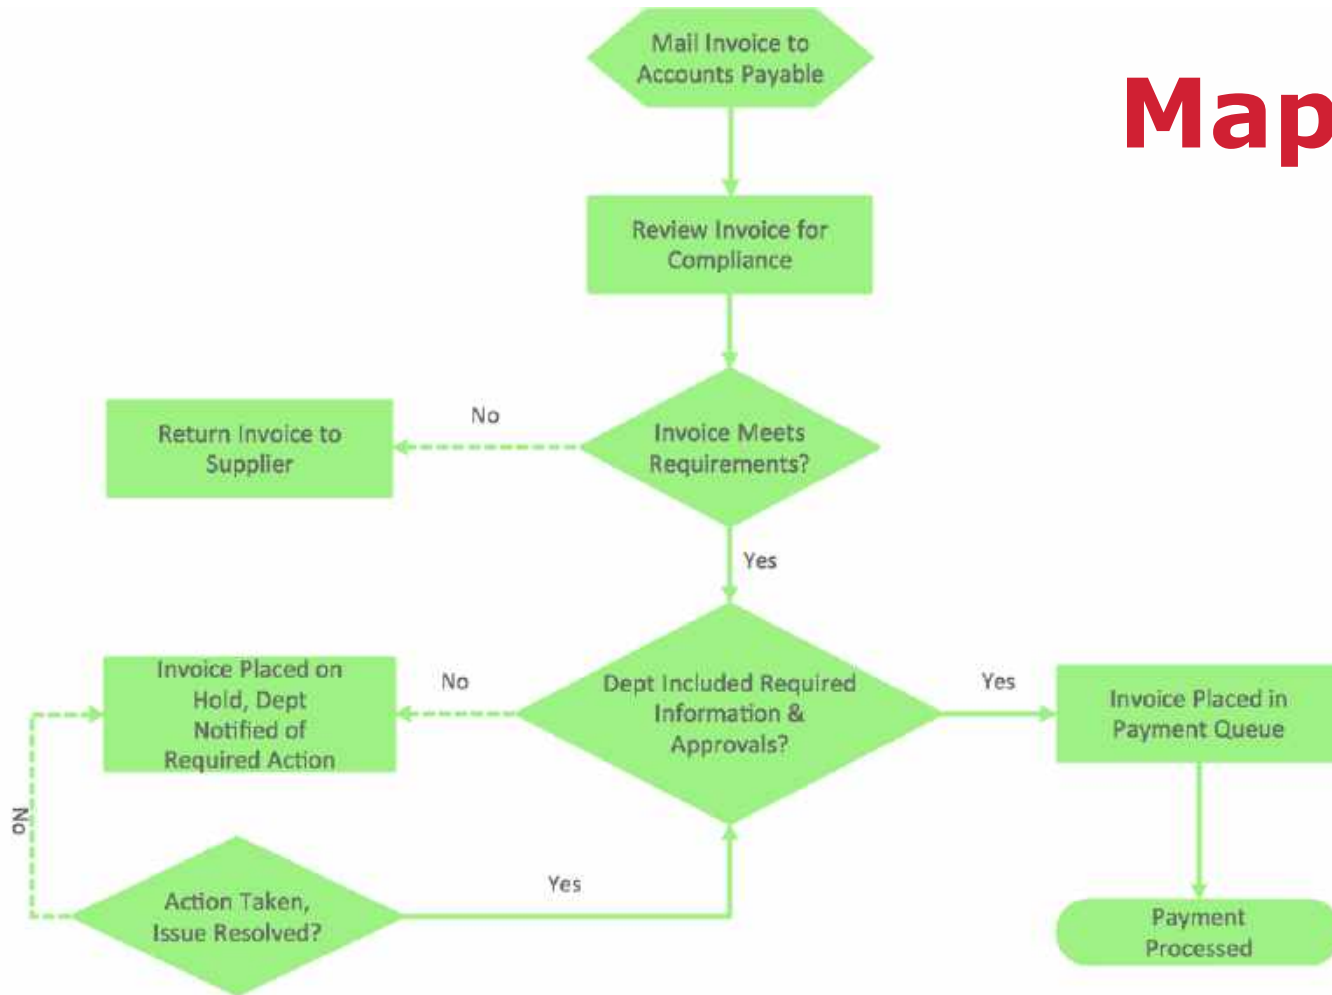 Mail Invoice to
Accounts Payable
Map
Review Invoice for
Compliance
No
Return Invoice to
Supplier
Invoice Meets
Requirements?
Yes
Invoice Placed on
Hold, Dept
Notified of
Required Action
No
Dept Included Required
Information &
Approvals?
Yes
Invoice Placed in
Payment Queue
No
Action Taken,
Issue Resolved?
Yes
Payment
Processed